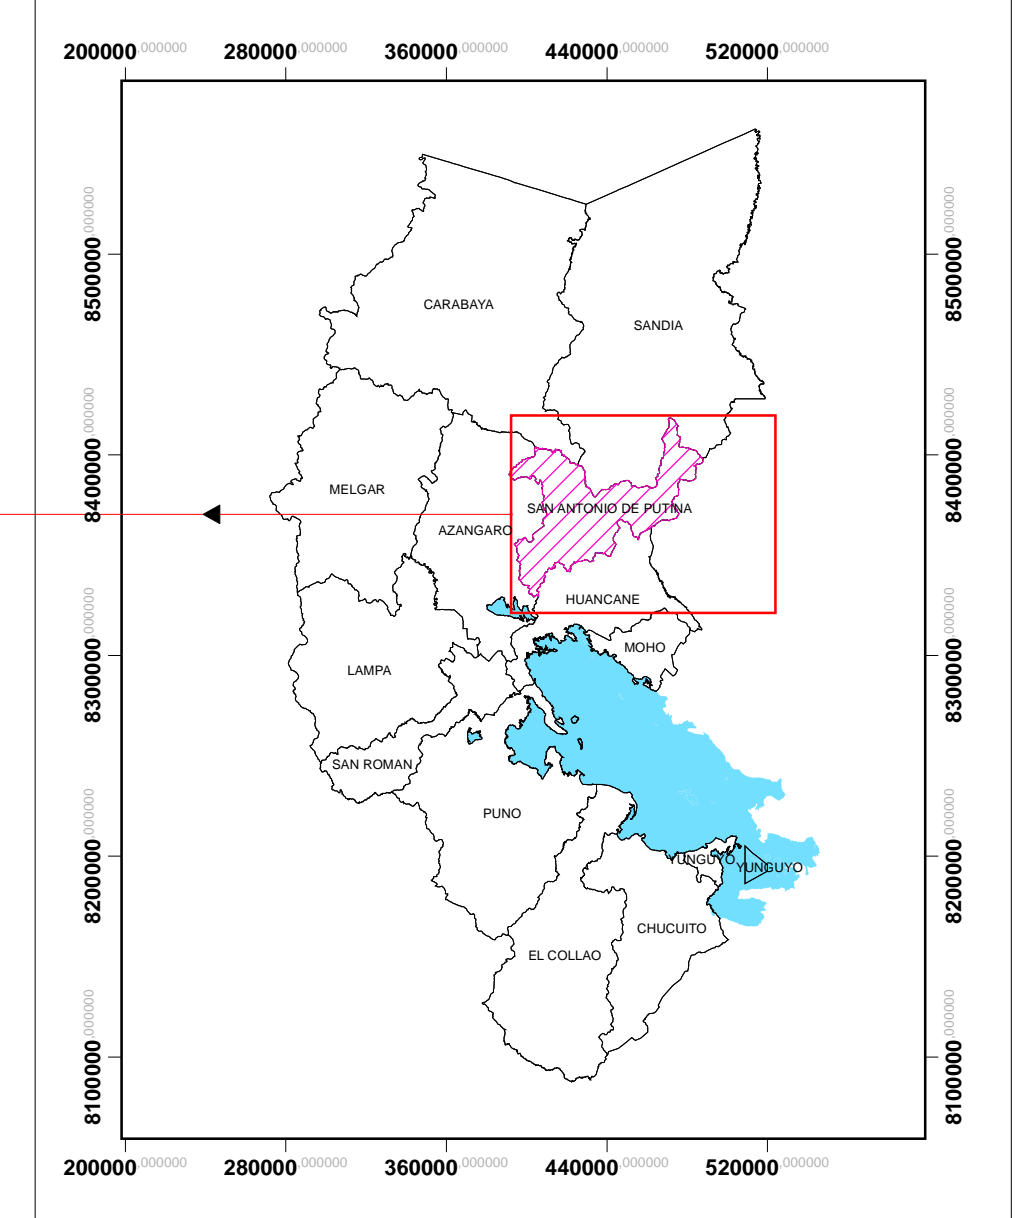 200000,000000 280000,000000 360000,000000 440000,000000 520000,000000
8500000,000000
8500000,000000
CARABAYA
SANDIA
8400000,000000
8400000,000000
MELGAR
SAN ANTONIO DE PUTINA
AZANGARO
HUANCANE
8300000,000000
8300000,000000
MOHO
LAMPA
SAN ROMAN
PUNO
8200000,000000
8200000,000000
YUNGUYO
YUNGUYO
CHUCUITO
EL COLLAO
8100000,000000
8100000,000000
200000,000000 280000,000000 360000,000000 440000,000000 520000,000000